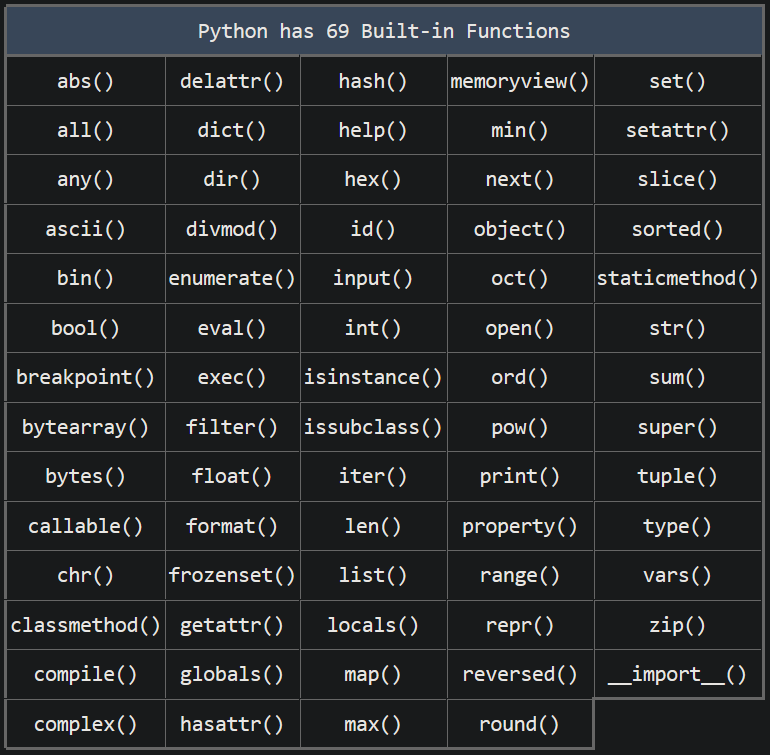 Python has 69 Built-in Functions
abs() delattr() hash() memoryview() set()
all() dict() help() min() setattr()
any() dir() hex() next() slice()
ascii() divmod() id() object() sorted()
bin() enumerate() input() oct() staticmethod()
bool() eval() int() open() str()
breakpoint() exec() isinstance() ord() sum()
bytearray() filter() issubclass() pow() super()
bytes() float() iter() print() tuple()
callable() format() len() property() type()
chr() frozenset() list() range() vars()
classmethod() getattr() locals() repr() zip()
compile() globals() map() reversed() __import__()
complex() hasattr() max() round()